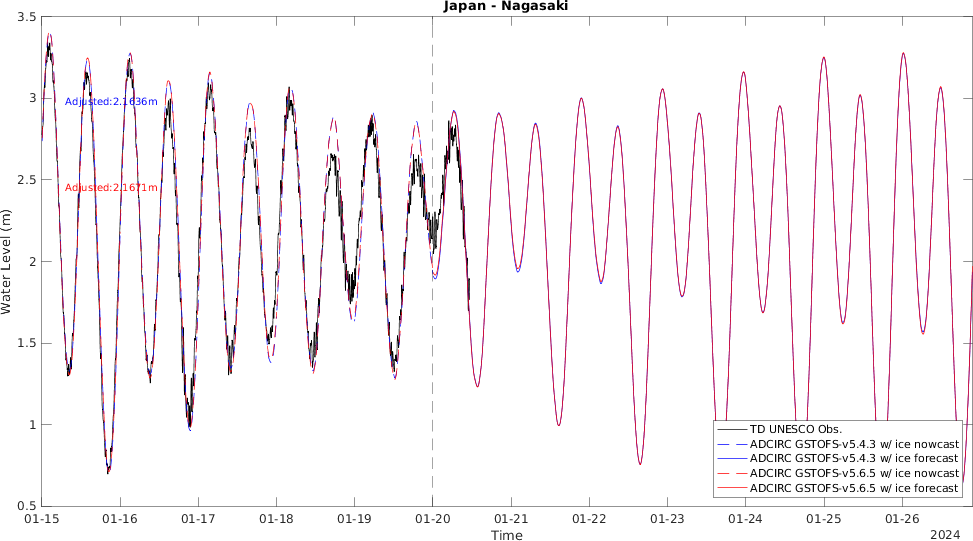 Japan - Nagasaki
3.5
3
2.5
2
1.5
1
0.5
Water Level (m)
Adjusted:2.1636m
Adjusted:2.1671m
TD UNESCO Obs.
ADCIRC GSTOFS-v5.4.3 w/ ice nowcast
ADCIRC GSTOFS-v5.4.3 w/ ice forecast
ADCIRC GSTOFS-v5.6.5 w/ ice nowcast
ADCIRC GSTOFS-v5.6.5 w/ ice forecast
01-15 01-16 01-17 01-18 01-19 01-20 01-21 01-22 01-23 01-24 01-25 01-26
Time
2024